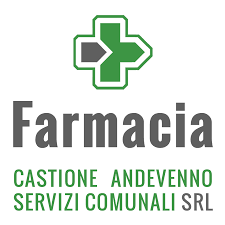 Farmacia
CASTIONE ANDEVENNO
SERVIZI COMUNALI SRL